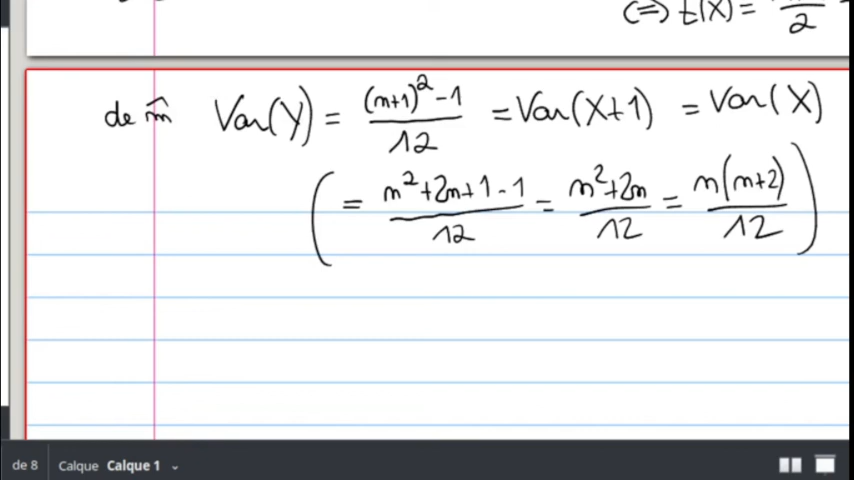 (⇔) E(X) = /2
de m̂ Var(Y) = ((n+1)² - 1)/12 = Var(X+1) = Var(X)
( = (n² + 2n + 1 - 1)/12 = (n² + 2n)/12 = n(n+2)/12 )
de 8 Calque Calque 1